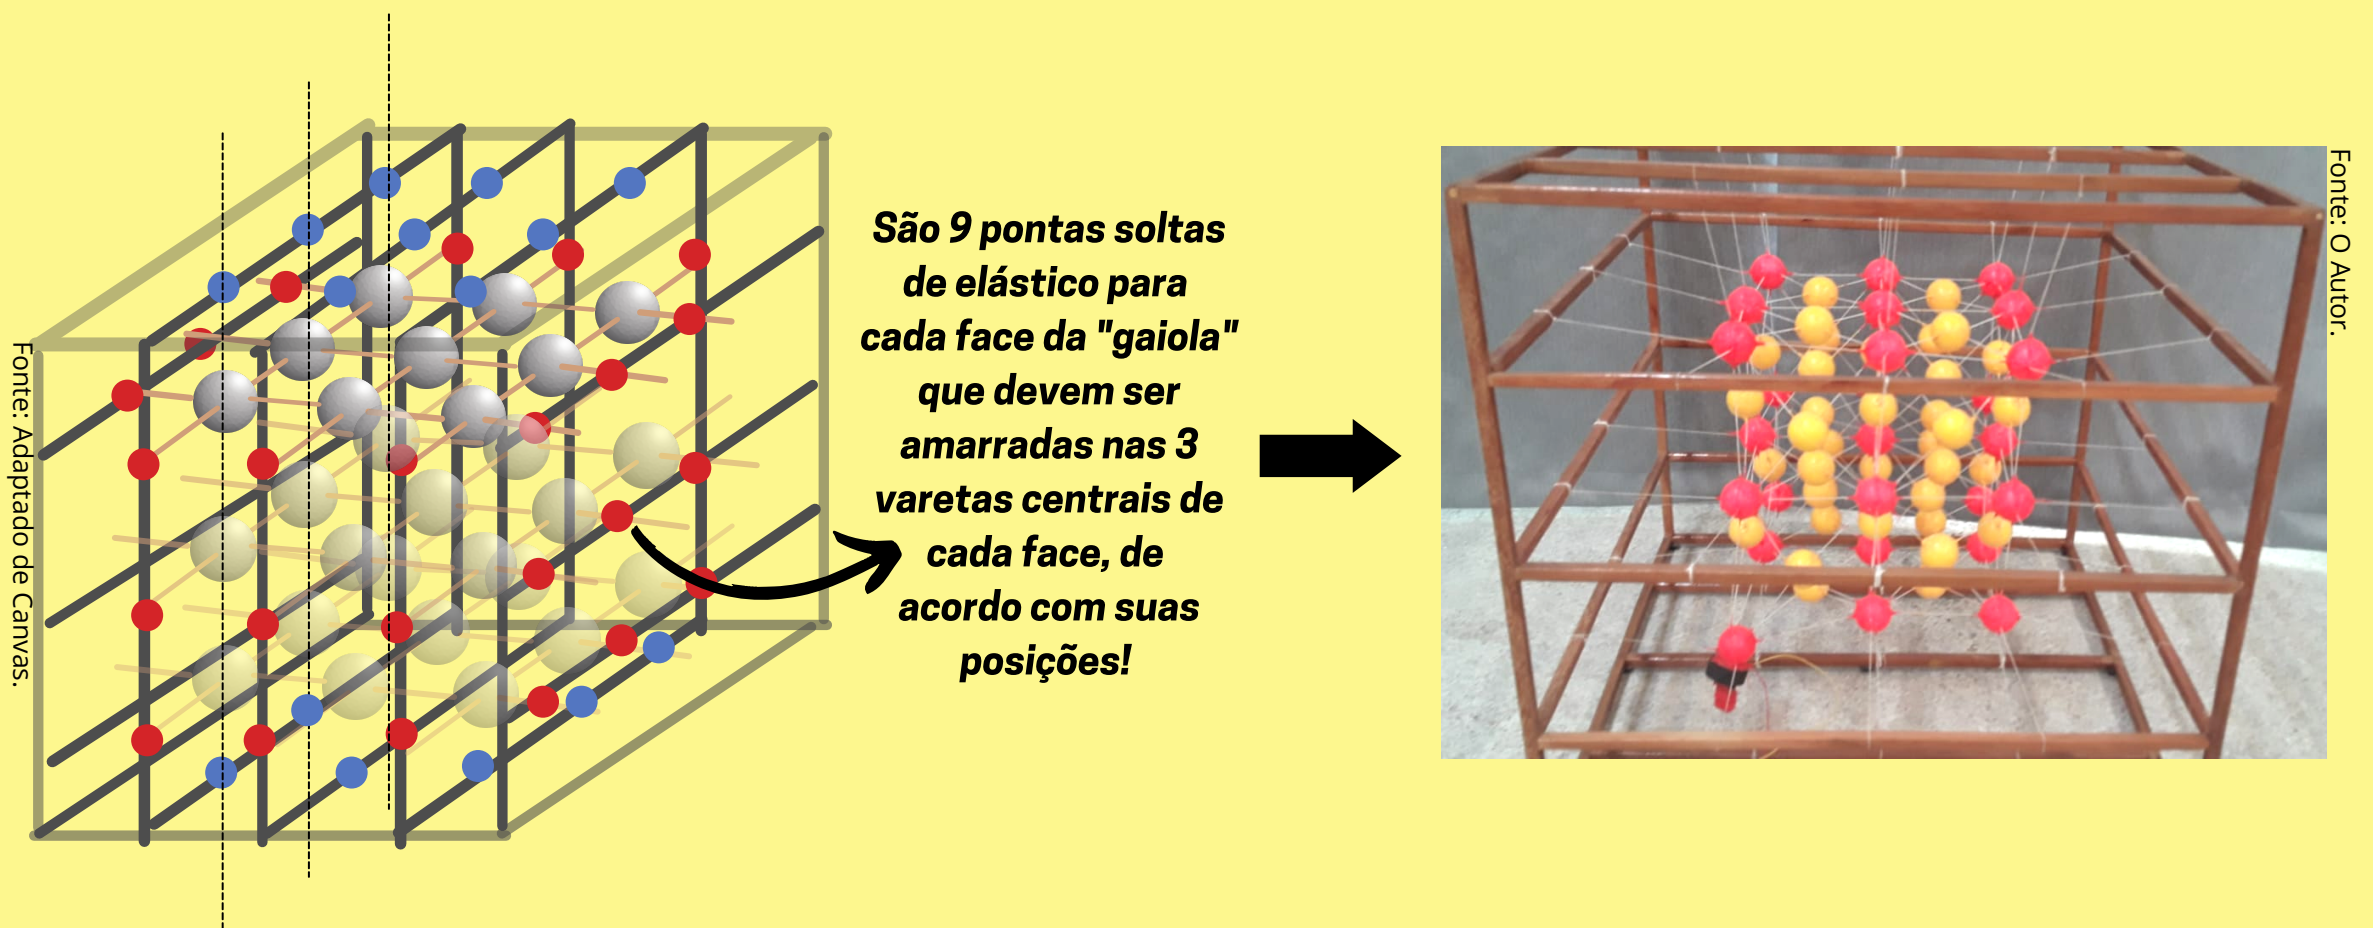 Fonte: Adaptado de Canvas.
São 9 pontas soltas
de elástico para
cada face da "gaiola"
que devem ser
amarradas nas 3
varetas centrais de
cada face, de
acordo com suas
posições!
Fonte: O Autor.